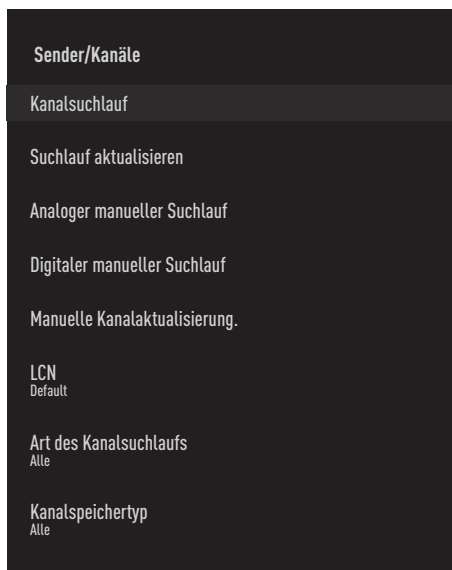 Sender/Kanäle
Kanalsuchlauf
Suchlauf aktualisieren
Analoger manueller Suchlauf
Digitaler manueller Suchlauf
Manuelle Kanalaktualisierung.
LCN
Default
Art des Kanalsuchlaufs
Alle
Kanalspeichertyp
Alle